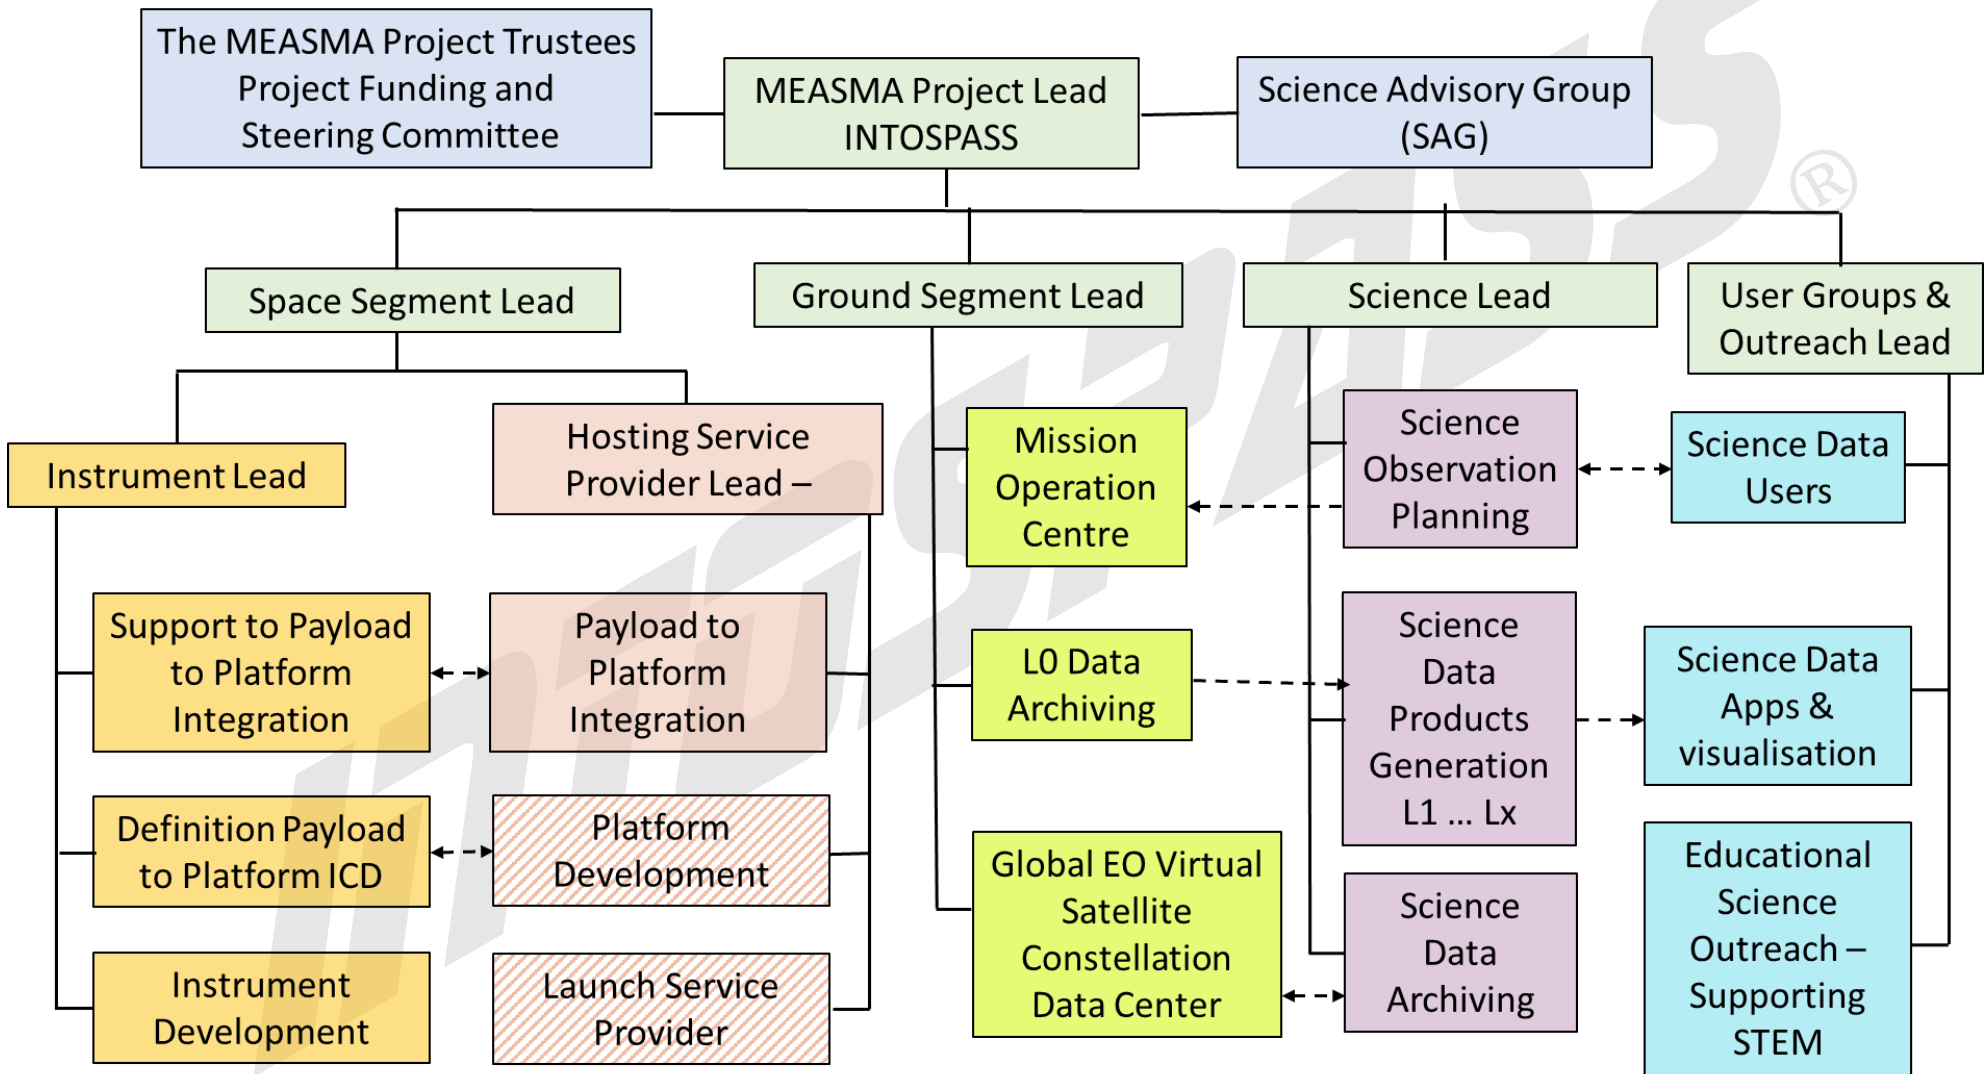 The MEASMA Project Trustees
Project Funding and
Steering Committee
MEASMA Project Lead
INTOSPASS
Science Advisory Group
(SAG)
Space Segment Lead
Ground Segment Lead
Science Lead
User Groups &
Outreach Lead
Instrument Lead
Hosting Service
Provider Lead –
Mission
Operation
Centre
Science
Observation
Planning
Science Data
Users
Support to Payload
to Platform
Integration
Payload to
Platform
Integration
L0 Data
Archiving
Science
Data
Products
Generation
L1 ... Lx
Science Data
Apps &
visualisation
Definition Payload
to Platform ICD
Platform
Development
Global EO Virtual
Satellite
Constellation
Data Center
Science
Data
Archiving
Educational
Science
Outreach –
Supporting
STEM
Instrument
Development
Launch Service
Provider
INTOSPASS®